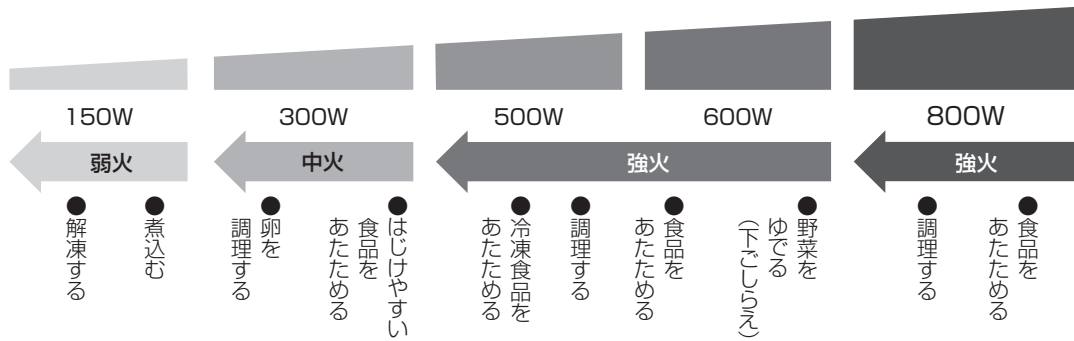 150W
300W
500W
600W
800W
弱火
中火
強火
強火
●解凍する
●煮込む
●卵を
調理する
●はじけやすい
食品を
あたためる
●冷凍食品を
あたためる
●調理する
●食品を
あたためる
●野菜を
ゆでる
(下ごしらえ)
●調理する
●食品を
あたためる